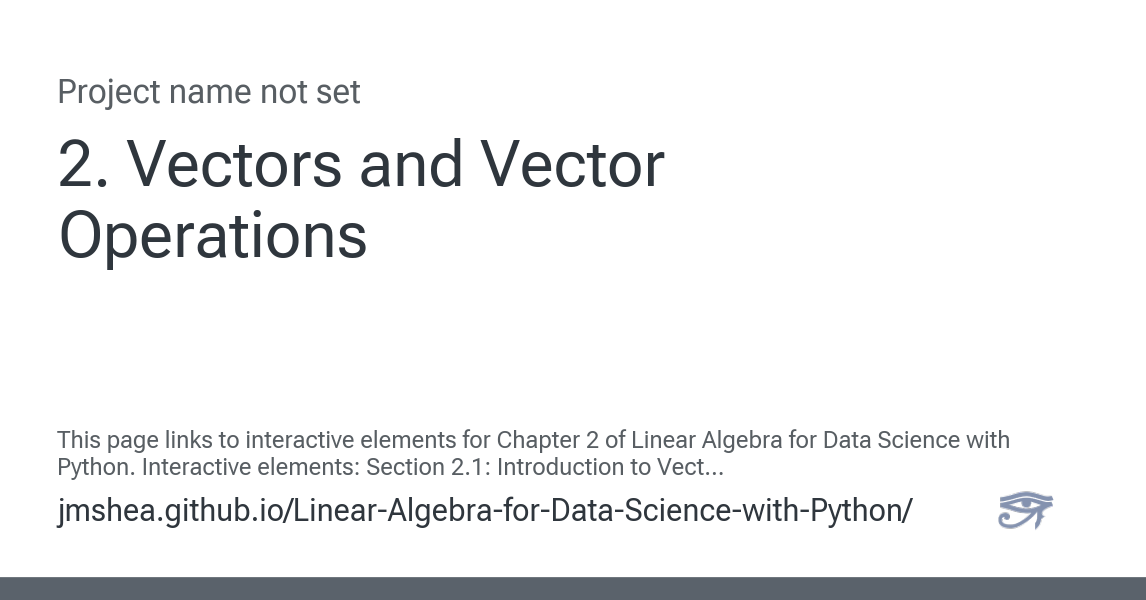 Project name not set
2. Vectors and Vector
Operations
This page links to interactive elements for Chapter 2 of Linear Algebra for Data Science with
Python. Interactive elements: Section 2.1: Introduction to Vect...
jmshea.github.io/Linear-Algebra-for-Data-Science-with-Python/